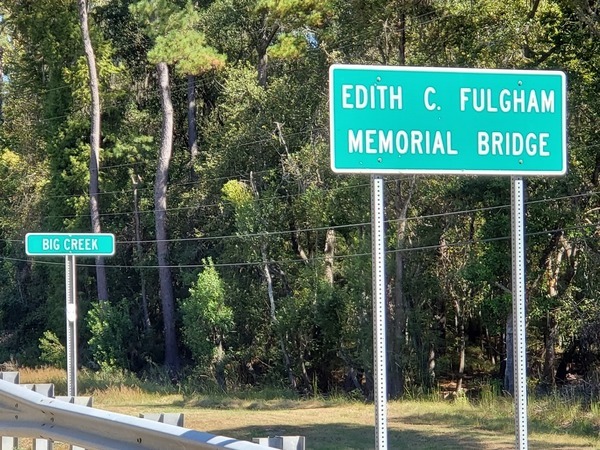 EDITH C. FULGHAM
MEMORIAL BRIDGE
BIG CREEK